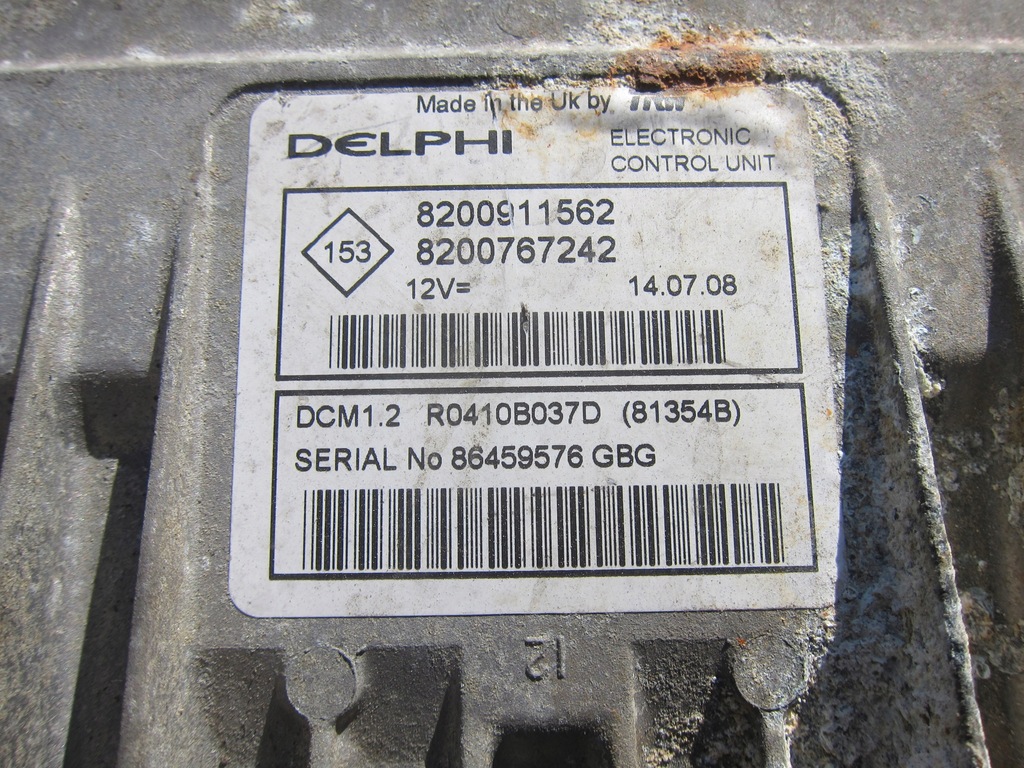 Made in the Uk by TRW
DELPHI
ELECTRONIC
CONTROL UNIT
153
8200911562
8200767242
12V=
14.07.08
DCM1.2 R0410B037D (81354B)
SERIAL No 86459576 GBG